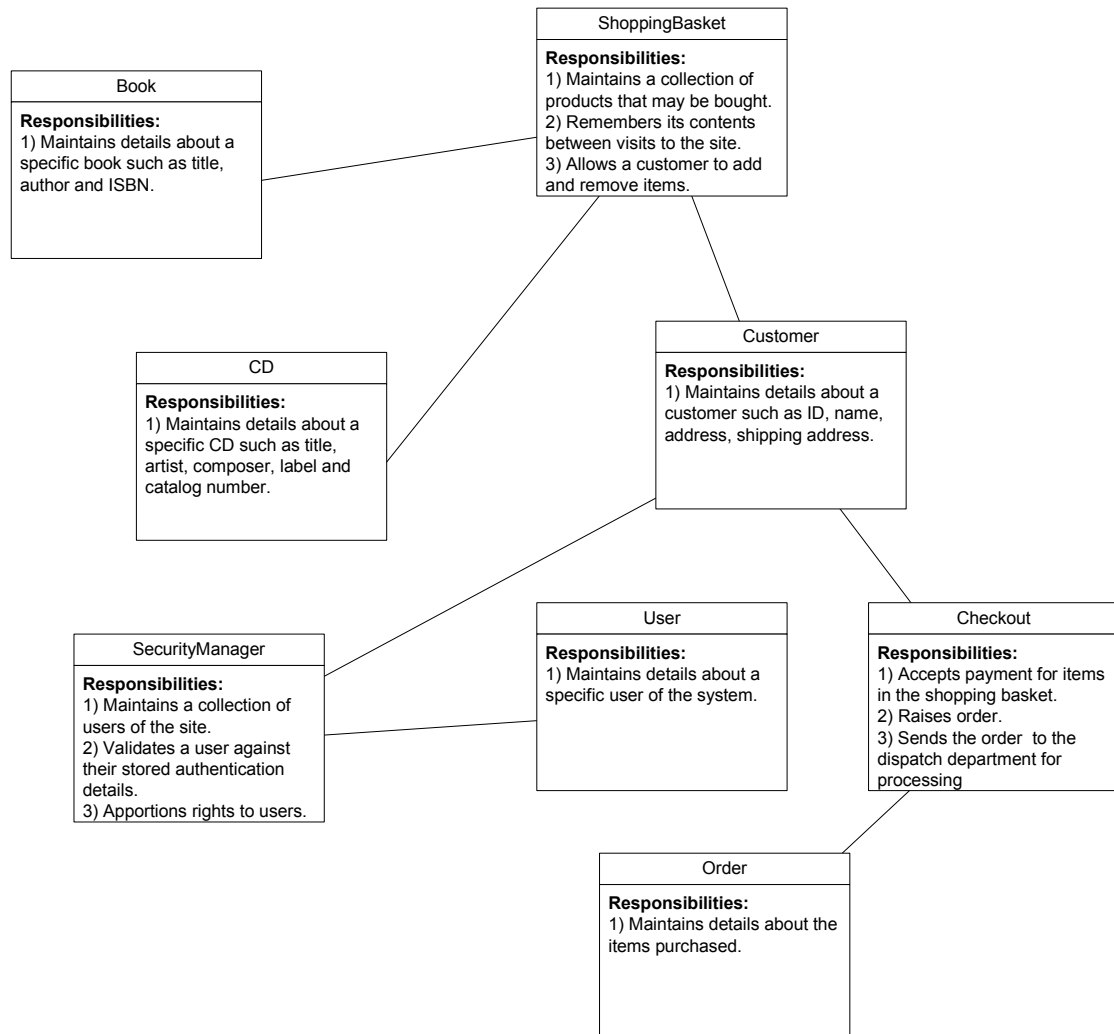 ShoppingBasket
Responsibilities:
1) Maintains a collection of
products that may be bought.
2) Remembers its contents
between visits to the site.
3) Allows a customer to add
and remove items.
Book
Responsibilities:
1) Maintains details about a
specific book such as title,
author and ISBN.
CD
Responsibilities:
1) Maintains details about a
specific CD such as title,
artist, composer, label and
catalog number.
Customer
Responsibilities:
1) Maintains details about a
customer such as ID, name,
address, shipping address.
SecurityManager
Responsibilities:
1) Maintains a collection of
users of the site.
2) Validates a user against
their stored authentication
details.
3) Apportions rights to users.
User
Responsibilities:
1) Maintains details about a
specific user of the system.
Checkout
Responsibilities:
1) Accepts payment for items
in the shopping basket.
2) Raises order.
3) Sends the order  to the
dispatch department for
processing
Order
Responsibilities:
1) Maintains details about the
items purchased.